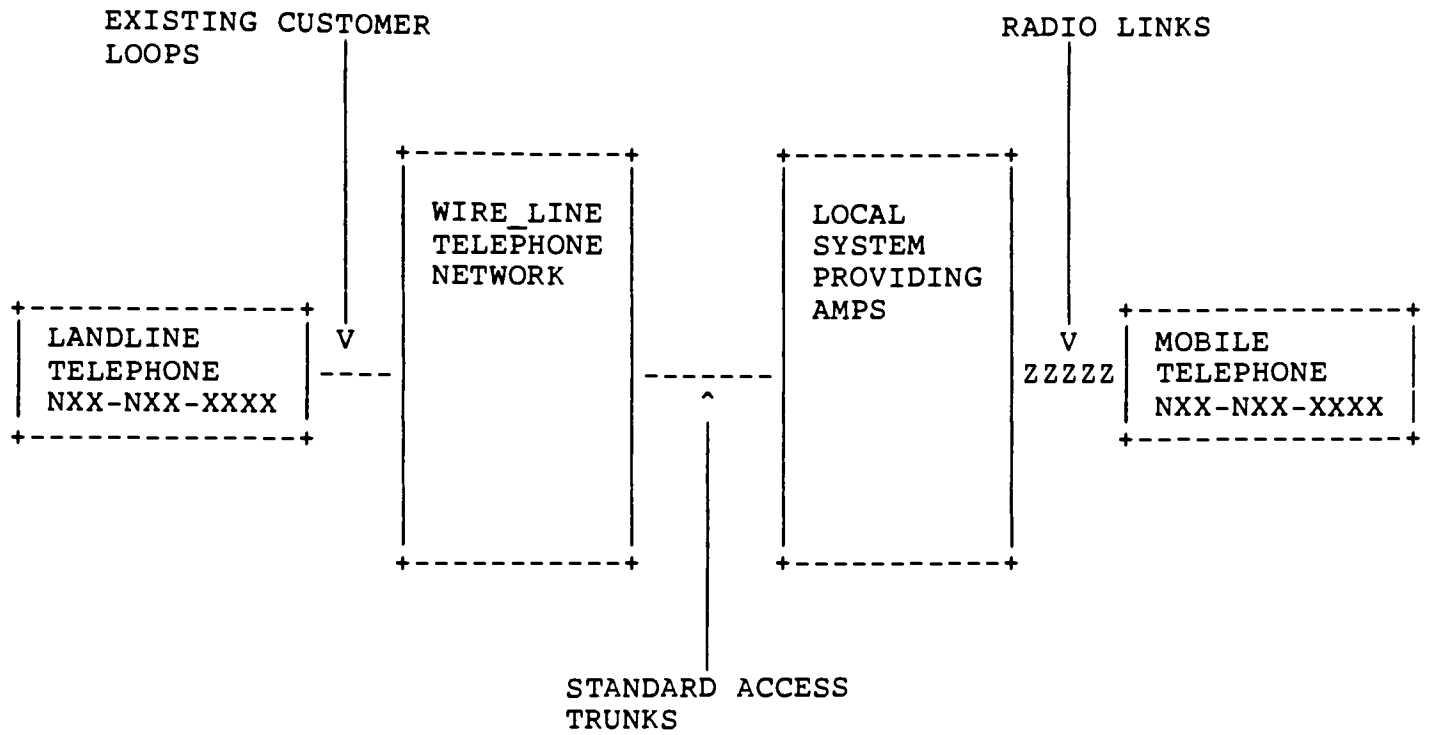 EXISTING CUSTOMER
LOOPS
RADIO LINKS
WIRE_LINE
TELEPHONE
NETWORK
LOCAL
SYSTEM
PROVIDING
AMPS
LANDLINE
TELEPHONE
NXX-NXX-XXXX
V
V
ZZZZZ
MOBILE
TELEPHONE
NXX-NXX-XXXX
STANDARD ACCESS
TRUNKS